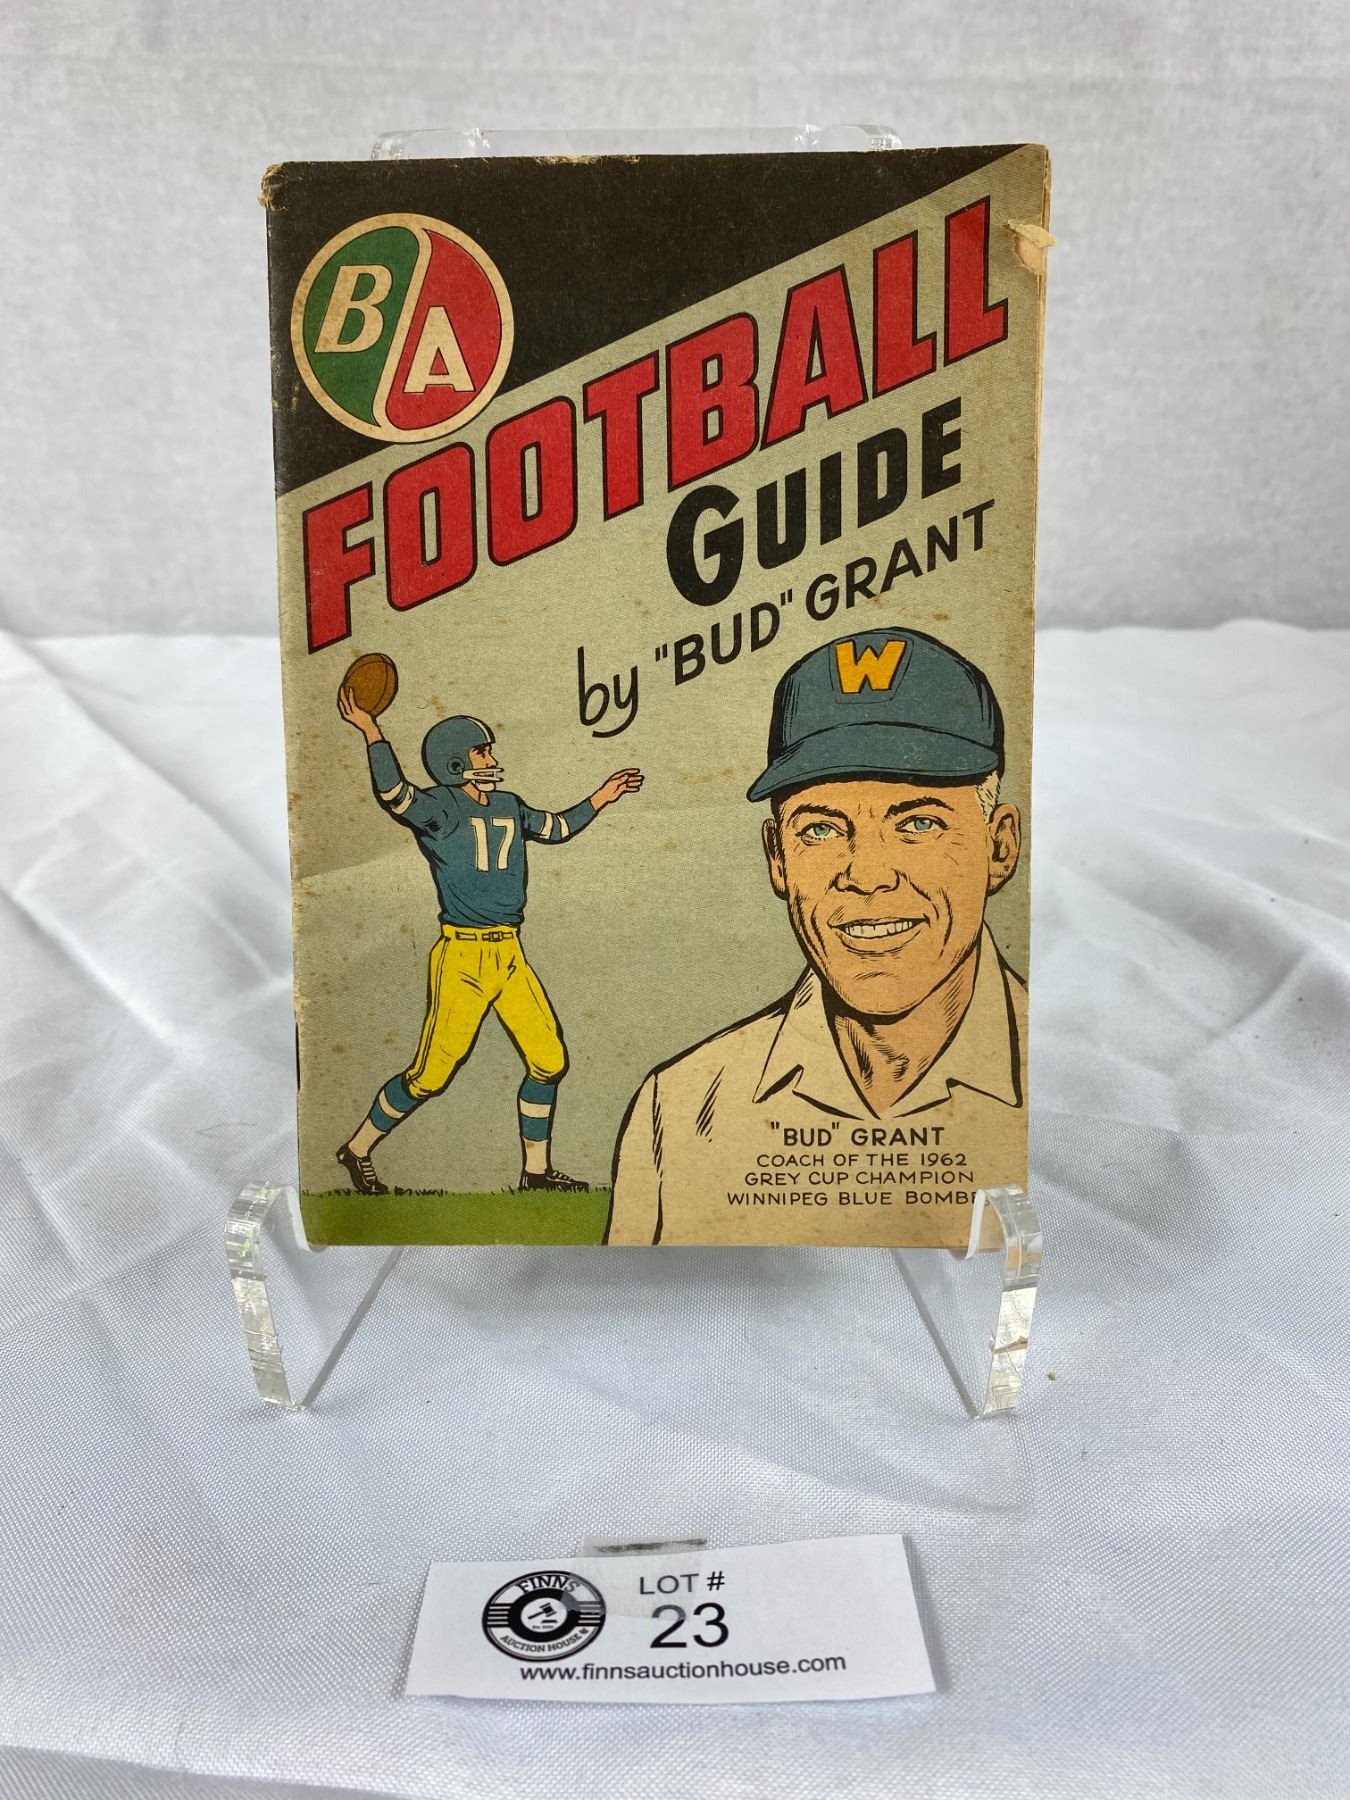 BA
FOOTBALL
GUIDE
by "BUD" GRANT
W
17
"BUD" GRANT
COACH OF THE 1962
GREY CUP CHAMPION
WINNIPEG BLUE
FINNS
AUCTION HOUSE
LOT #
23
www.finnsauctionhouse.com